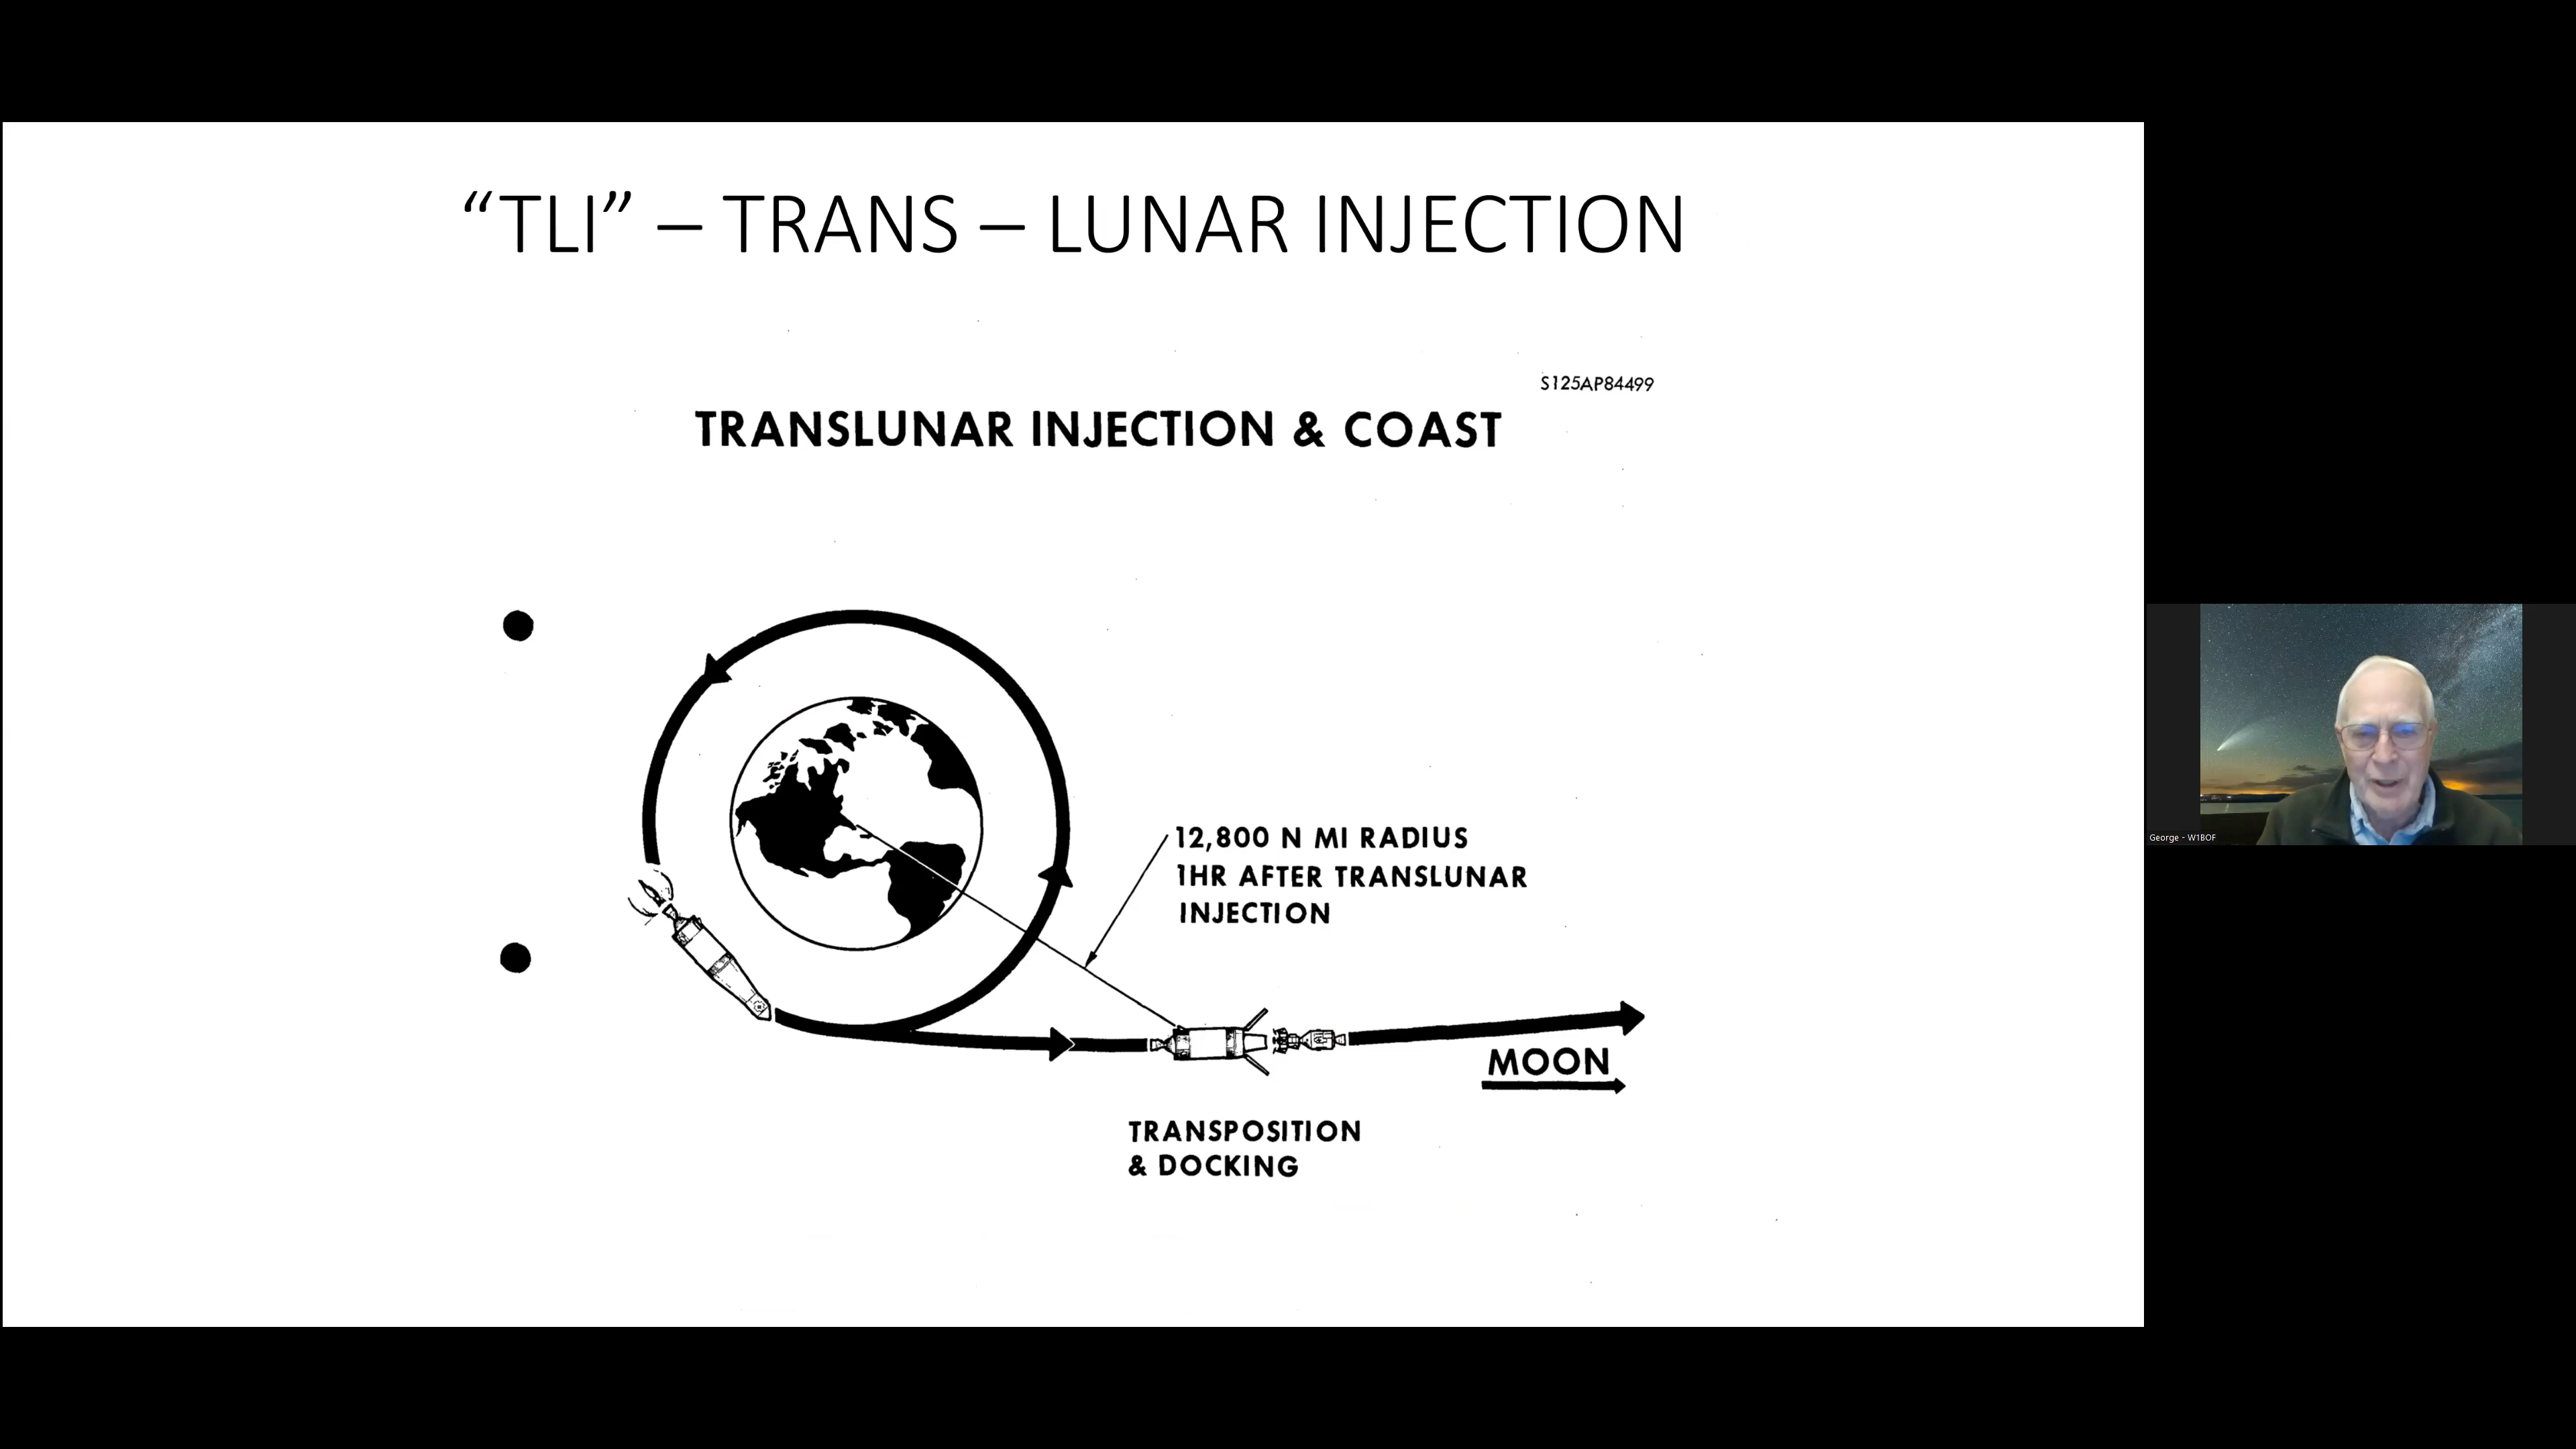 “TLI” – TRANS – LUNAR INJECTION
S125AP84499
TRANSLUNAR INJECTION & COAST
12,800 N MI RADIUS
1HR AFTER TRANSLUNAR
INJECTION
MOON
TRANSPOSITION
& DOCKING
George - W1BOF